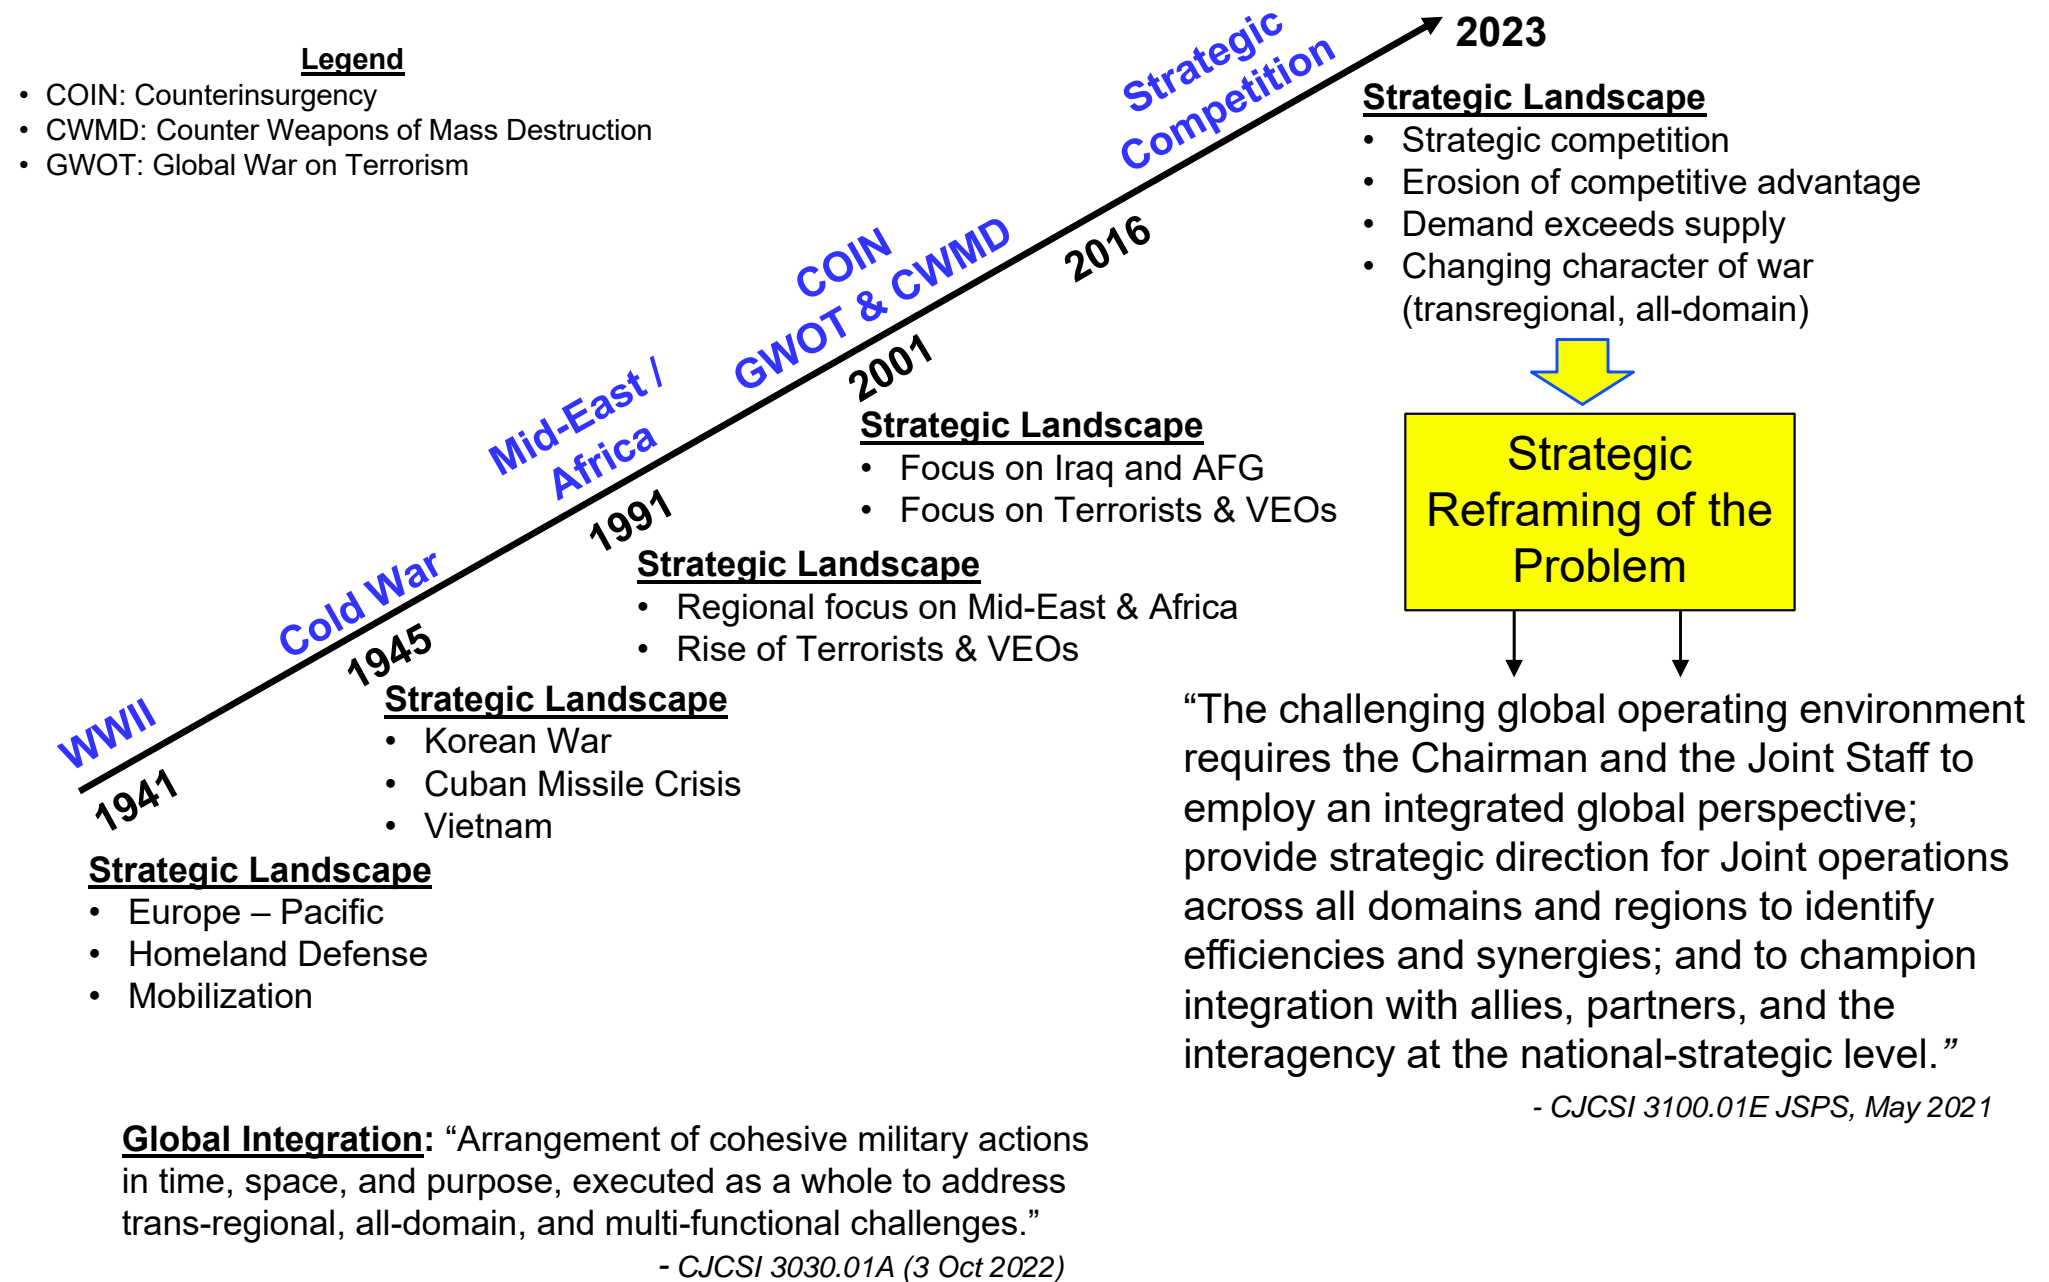 Legend
• COIN: Counterinsurgency
• CWMD: Counter Weapons of Mass Destruction
• GWOT: Global War on Terrorism
WWII
1941
Strategic Landscape
• Europe – Pacific
• Homeland Defense
• Mobilization
Cold War
1945
Strategic Landscape
• Korean War
• Cuban Missile Crisis
• Vietnam
Mid-East /
Africa
1991
Strategic Landscape
• Regional focus on Mid-East & Africa
• Rise of Terrorists & VEOs
COIN
GWOT & CWMD
2001
Strategic Landscape
• Focus on Iraq and AFG
• Focus on Terrorists & VEOs
Strategic
Competition
2016
2023
Strategic Landscape
• Strategic competition
• Erosion of competitive advantage
• Demand exceeds supply
• Changing character of war
(transregional, all-domain)
Strategic
Reframing of the
Problem
“The challenging global operating environment
requires the Chairman and the Joint Staff to
employ an integrated global perspective;
provide strategic direction for Joint operations
across all domains and regions to identify
efficiencies and synergies; and to champion
integration with allies, partners, and the
interagency at the national-strategic level.”
- CJCSI 3100.01E JSPS, May 2021
Global Integration: “Arrangement of cohesive military actions
in time, space, and purpose, executed as a whole to address
trans-regional, all-domain, and multi-functional challenges.”
- CJCSI 3030.01A (3 Oct 2022)